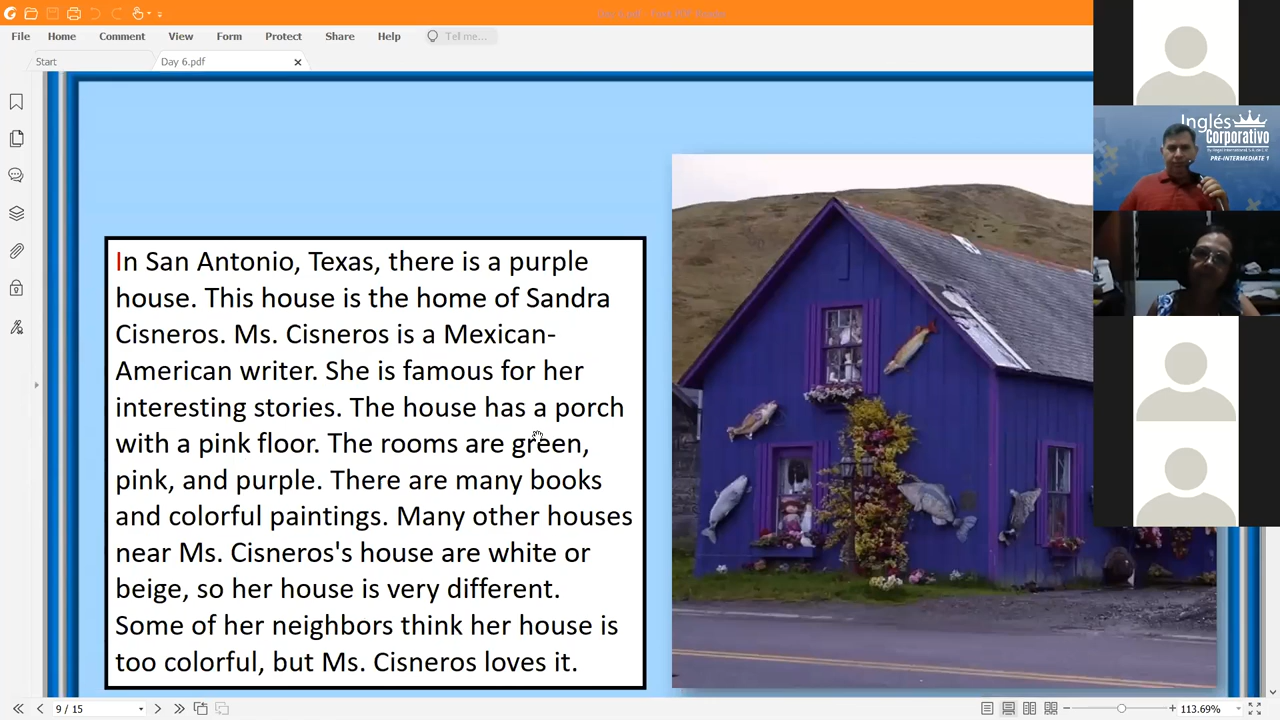 File Home Comment View Form Protect Share Help Tell me...
Start Day 6.pdf
Inglés
Corporativo
PRE-INTERMEDIATE 1
In San Antonio, Texas, there is a purple
house. This house is the home of Sandra
Cisneros. Ms. Cisneros is a Mexican-
American writer. She is famous for her
interesting stories. The house has a porch
with a pink floor. The rooms are green,
pink, and purple. There are many books
and colorful paintings. Many other houses
near Ms. Cisneros's house are white or
beige, so her house is very different.
Some of her neighbors think her house is
too colorful, but Ms. Cisneros loves it.
9 / 15 113.69%